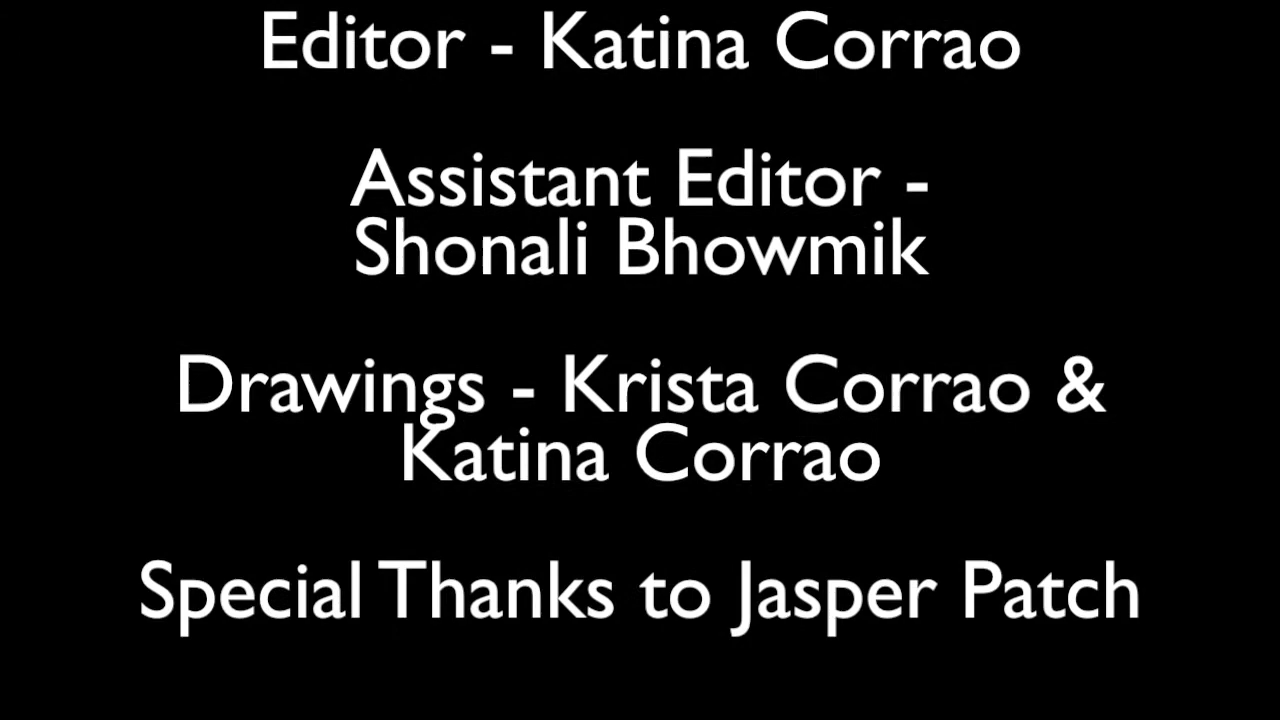 Editor - Katina Corrao
Assistant Editor -
Shonali Bhowmik
Drawings - Krista Corrao &
Katina Corrao
Special Thanks to Jasper Patch